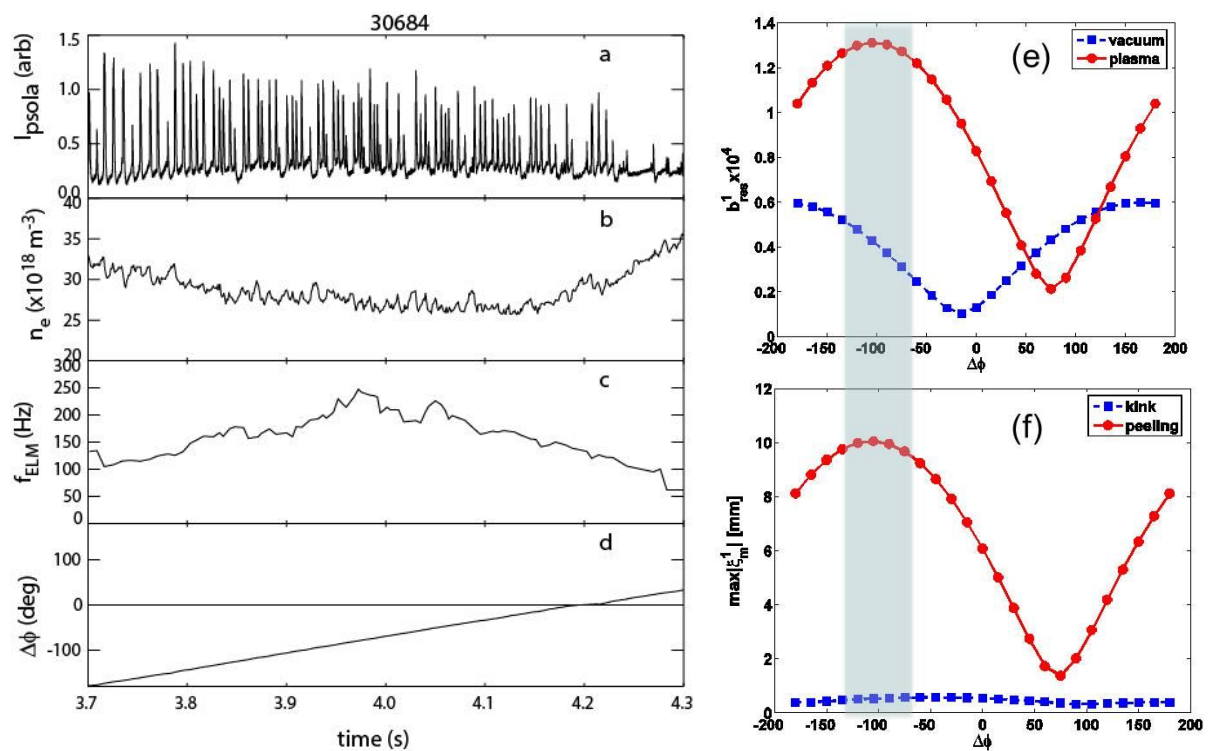 30684
a
I_psola (arb)
1.5
1.0
0.5
0.0
b
n_e (x10^18 m^-3)
40
35
30
25
20
c
f_ELM (Hz)
300
250
200
150
100
50
0
d
Δϕ (deg)
100
0
-100
3.7 3.8 3.9 4.0 4.1 4.2 4.3
time (s)
(e)
vacuum
plasma
b^1_res x10^4
1.4
1.2
1
0.8
0.6
0.4
0.2
0
-200 -150 -100 -50 0 50 100 150 200
Δϕ
(f)
kink
peeling
max|ξ^1_m| [mm]
12
10
8
6
4
2
0
-200 -150 -100 -50 0 50 100 150 200
Δϕ